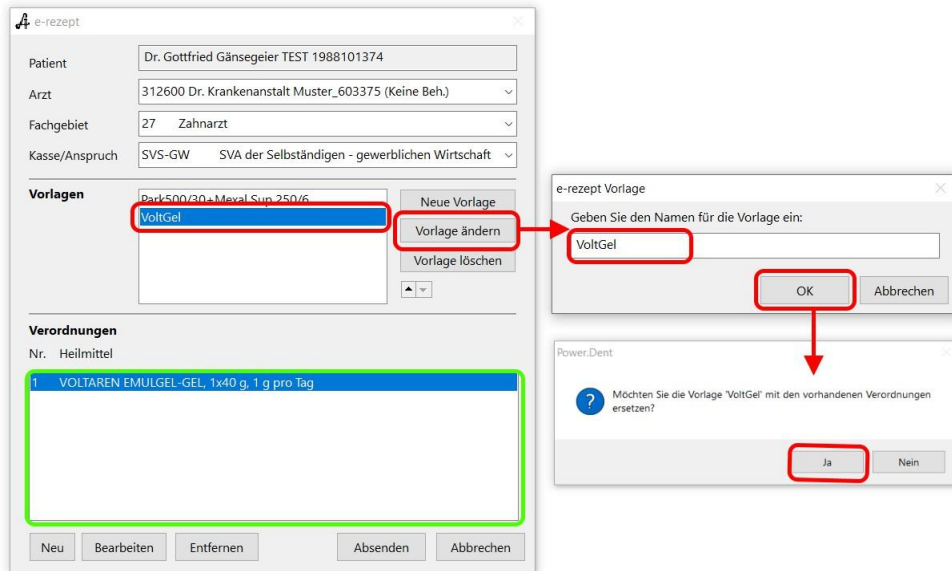 e-rezept
Patient
Dr. Gottfried Gänsegeier TEST 1988101374
Arzt
312600 Dr. Krankenanstalt Muster_603375 (Keine Beh.)
Fachgebiet
27 Zahnarzt
Kasse/Anspruch
SVS-GW SVA der Selbständigen - gewerblichen Wirtschaft
Vorlagen
Park500/30+Mexal Sup 250/6
VoltGel
Neue Vorlage
Vorlage ändern
Vorlage löschen
Verordnungen
Nr. Heilmittel
1 VOLTAREN EMULGEL-GEL, 1x40 g, 1 g pro Tag
Neu
Bearbeiten
Entfernen
Absenden
Abbrechen
e-rezept Vorlage
Geben Sie den Namen für die Vorlage ein:
VoltGel
OK
Abbrechen
Power.Dent
Möchten Sie die Vorlage 'VoltGel' mit den vorhandenen Verordnungen
ersetzen?
Ja
Nein